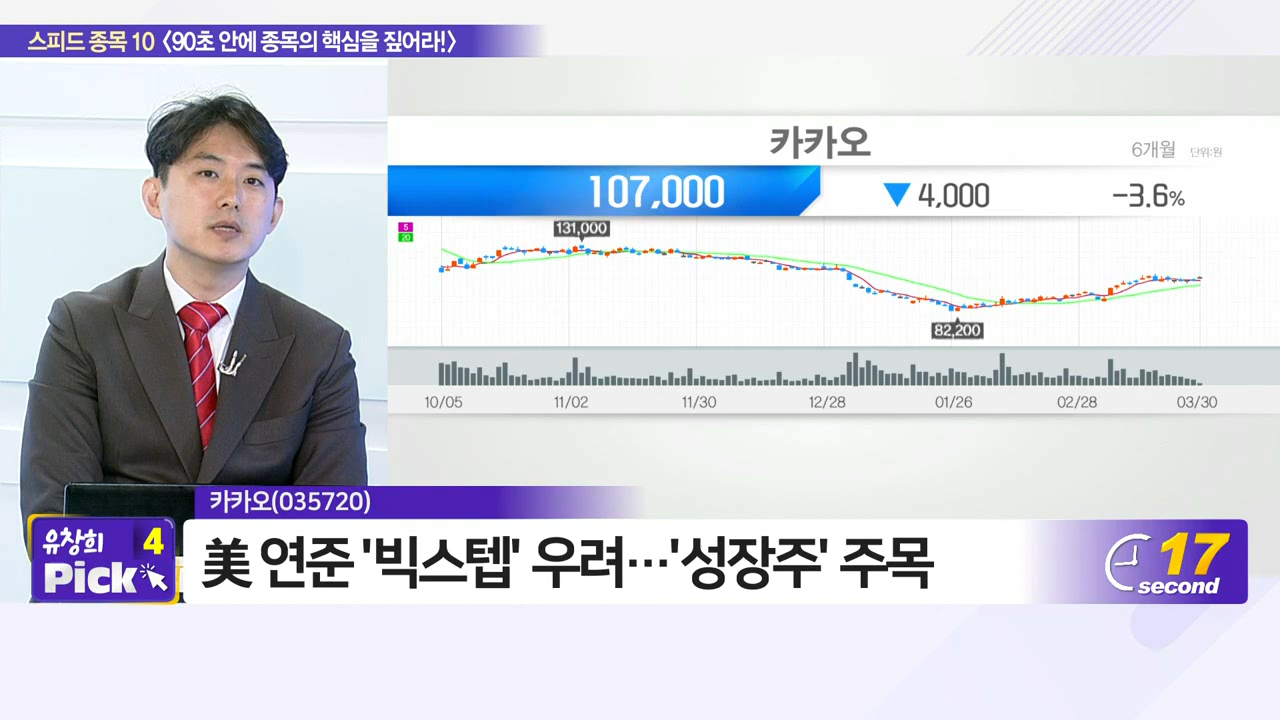 스피드 종목 10 <90초 안에 종목의 핵심을 짚어라!>
카카오
6개월 단위:원
107,000 ▼ 4,000 -3.6%
5
20
131,000
82,200
10/05 11/02 11/30 12/28 01/26 02/28 03/30
카카오(035720)
유창희 4
Pick
美 연준 '빅스텝' 우려…'성장주' 주목
17
second